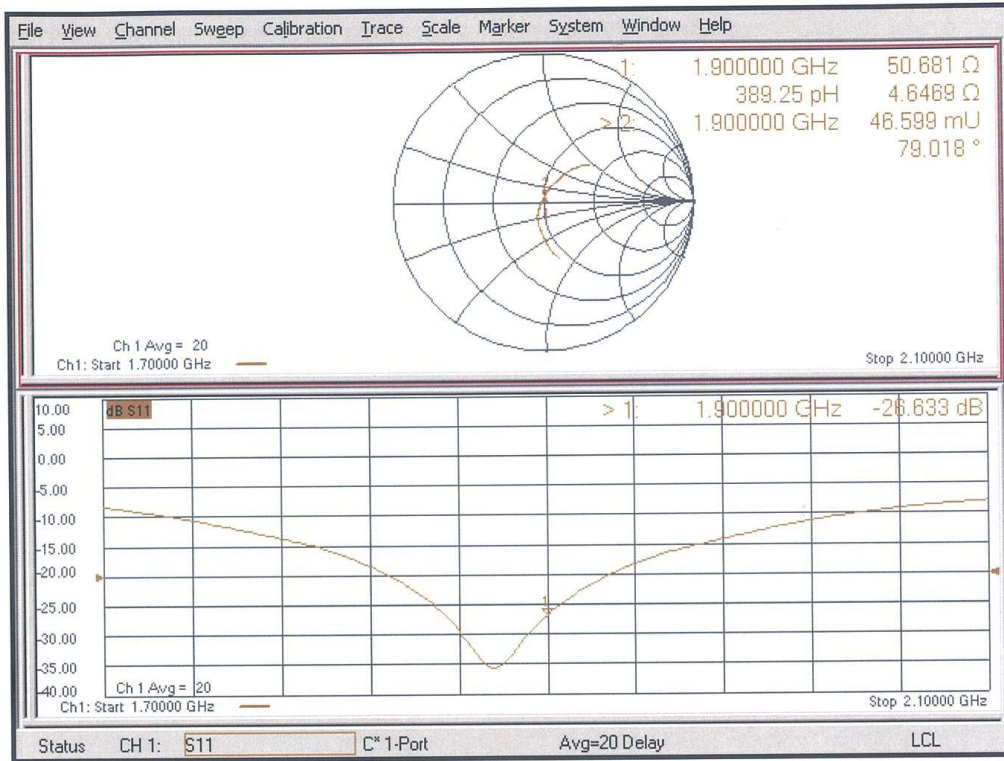 File View Channel Sweep Calibration Trace Scale Marker System Window Help
1: 1.900000 GHz 50.681 Ω
389.25 pH 4.6469 Ω
> 2: 1.900000 GHz 46.599 mU
79.018 °
Ch 1 Avg = 20
Ch1: Start 1.70000 GHz Stop 2.10000 GHz
10.00 dB S11 > 1: 1.900000 GHz -26.633 dB
5.00
0.00
-5.00
-10.00
-15.00
-20.00
-25.00 1
-30.00
-35.00
-40.00 Ch 1 Avg = 20
Ch1: Start 1.70000 GHz Stop 2.10000 GHz
Status CH 1: S11 C* 1-Port Avg=20 Delay LCL